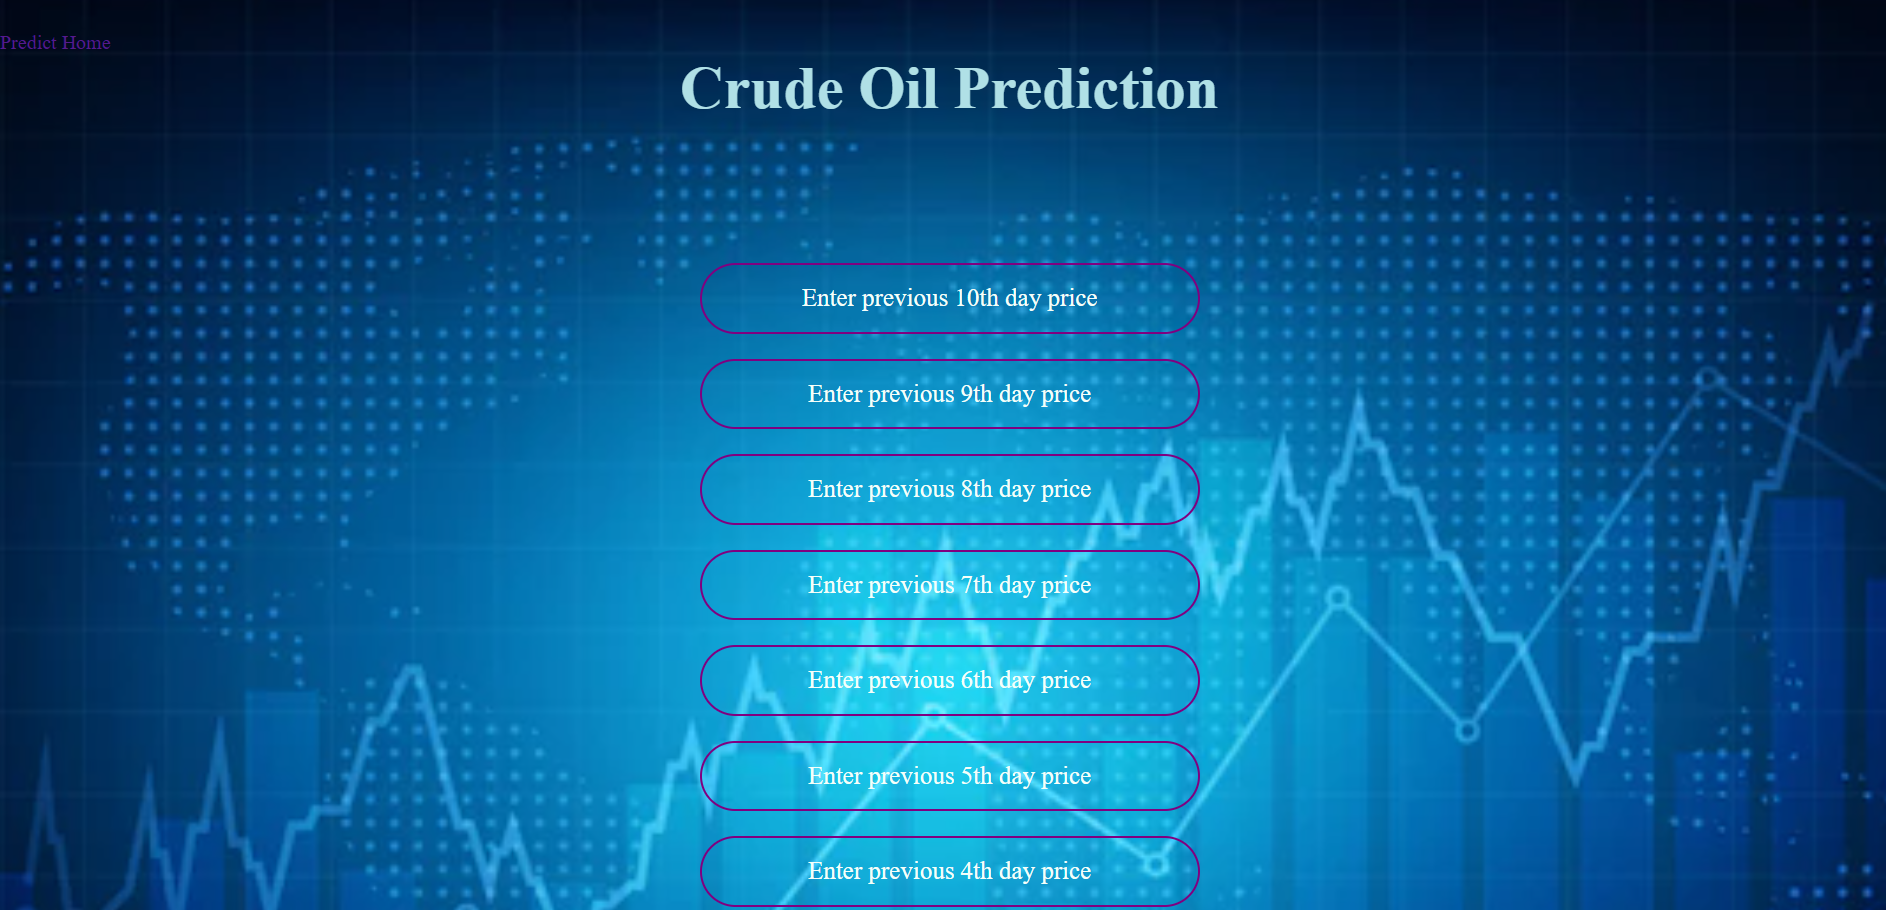 Predict Home
Crude Oil Prediction
Enter previous 10th day price
Enter previous 9th day price
Enter previous 8th day price
Enter previous 7th day price
Enter previous 6th day price
Enter previous 5th day price
Enter previous 4th day price